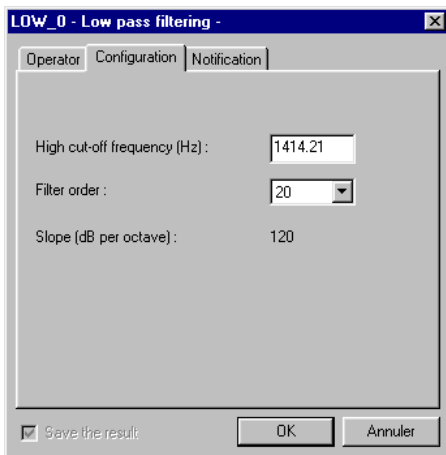 LOW_0 - Low pass filtering -
Operator Configuration Notification
High cut-off frequency (Hz) : 1414.21
Filter order : 20
Slope (dB per octave) : 120
Save the result OK Annuler